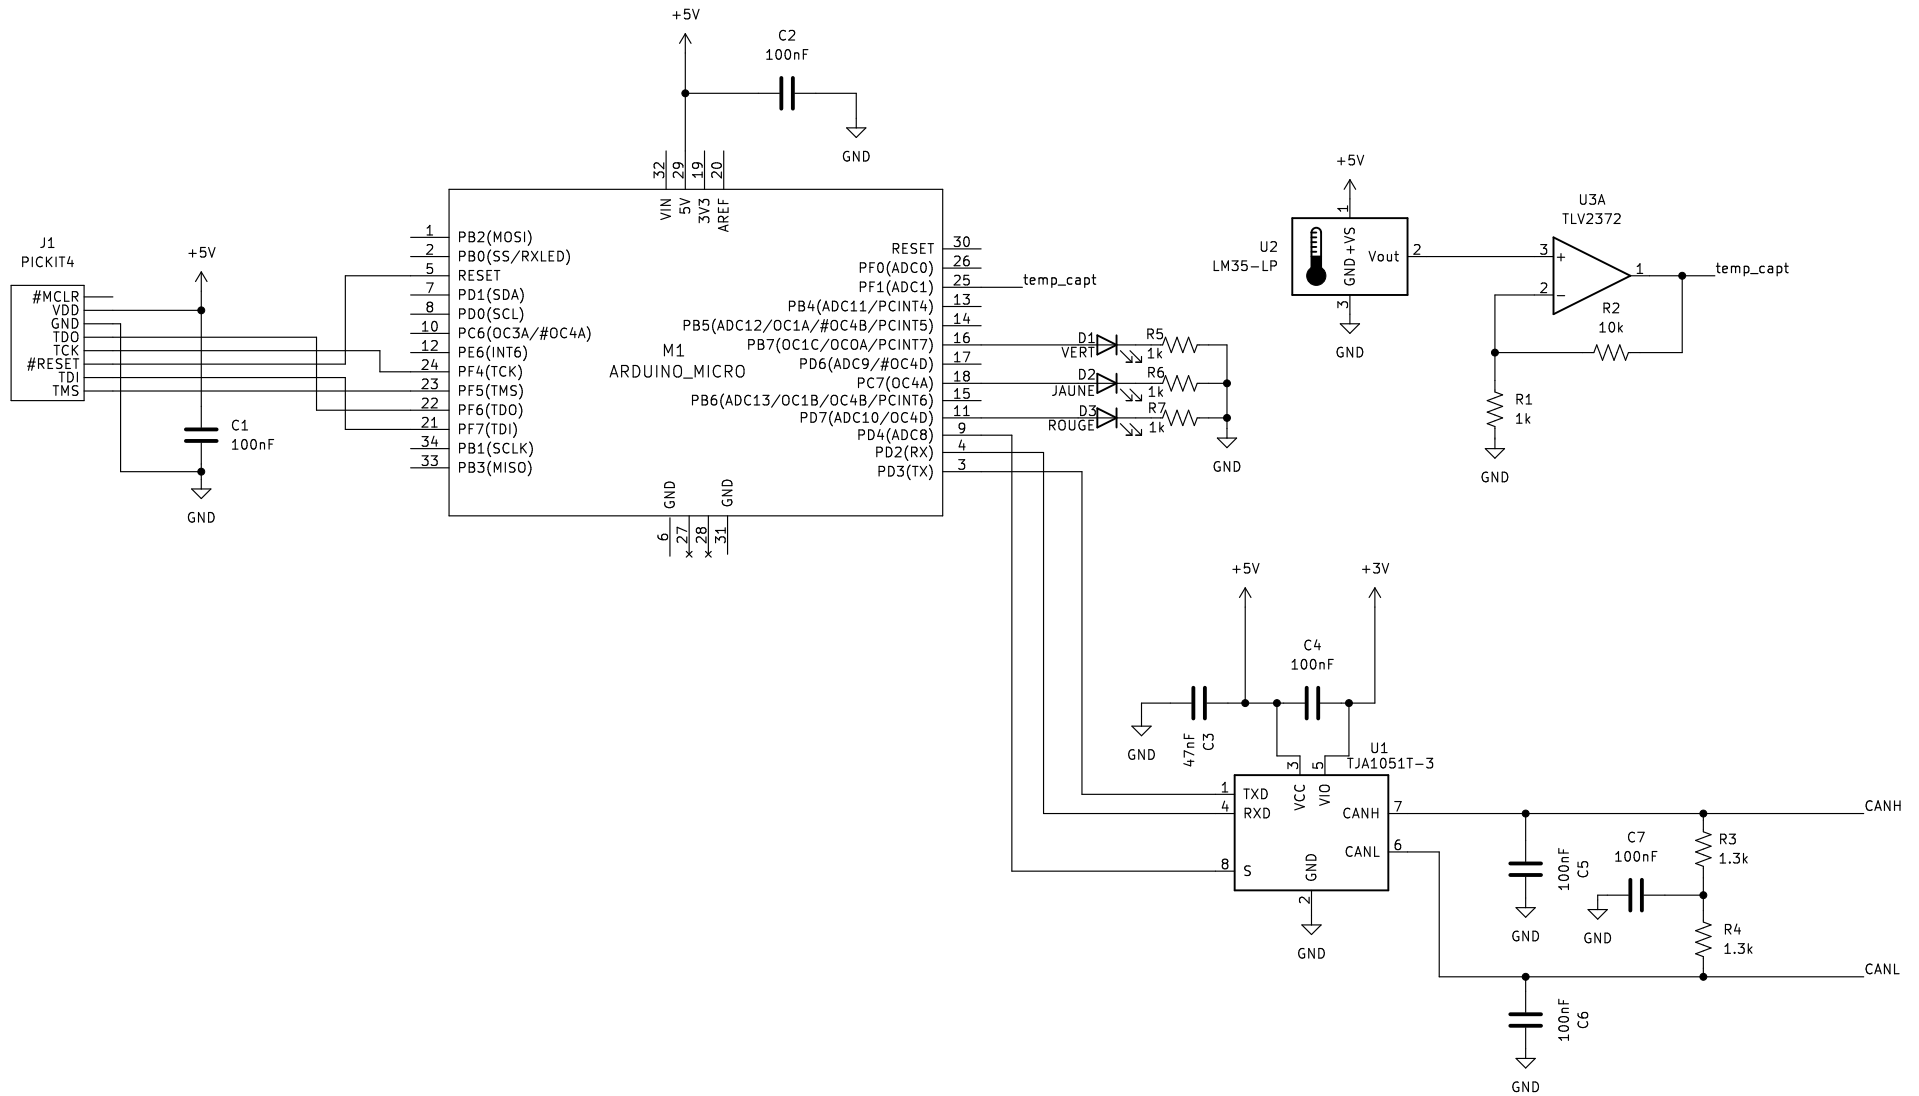 +5V
C2
100nF
GND
32
29
19
20
VIN
5V
3V3
AREF
J1
PICKIT4
#MCLR
VDD
GND
TDO
TCK
#RESET
TDI
TMS
+5V
C1
100nF
GND
1 PB2(MOSI)
2 PB0(SS/RXLED)
5 RESET
7 PD1(SDA)
8 PD0(SCL)
10 PC6(OC3A/#OC4A)
12 PE6(INT6)
24 PF4(TCK)
23 PF5(TMS)
22 PF6(TDO)
21 PF7(TDI)
34 PB1(SCLK)
33 PB3(MISO)
M1
ARDUINO_MICRO
RESET 30
PF0(ADC0) 26
PF1(ADC1) 25
temp_capt
PB4(ADC11/PCINT4) 13
PB5(ADC12/OC1A/#OC4B/PCINT5) 14
PB7(OC1C/OC0A/PCINT7) 16
PD6(ADC9/#OC4D) 17
PC7(OC4A) 18
PB6(ADC13/OC1B/OC4B/PCINT6) 15
PD7(ADC10/OC4D) 11
PD4(ADC8) 9
PD2(RX) 4
PD3(TX) 3
GND
GND
6
27
28
31
D1
VERT
R5
1k
D2
JAUNE
R6
1k
D3
ROUGE
R7
1k
GND
+5V
1
U2
LM35-LP
+VS
GND
Vout
2
3
GND
U3A
TLV2372
3
+
2
−
1
temp_capt
R2
10k
R1
1k
GND
+5V
+3V
C4
100nF
47nF
C3
GND
U1
TJA1051T-3
3
5
VCC
VIO
1 TXD
4 RXD
8 S
CANH 7
CANL 6
GND
2
GND
CANH
100nF
C5
GND
C7
100nF
GND
R3
1.3k
R4
1.3k
CANL
100nF
C6
GND